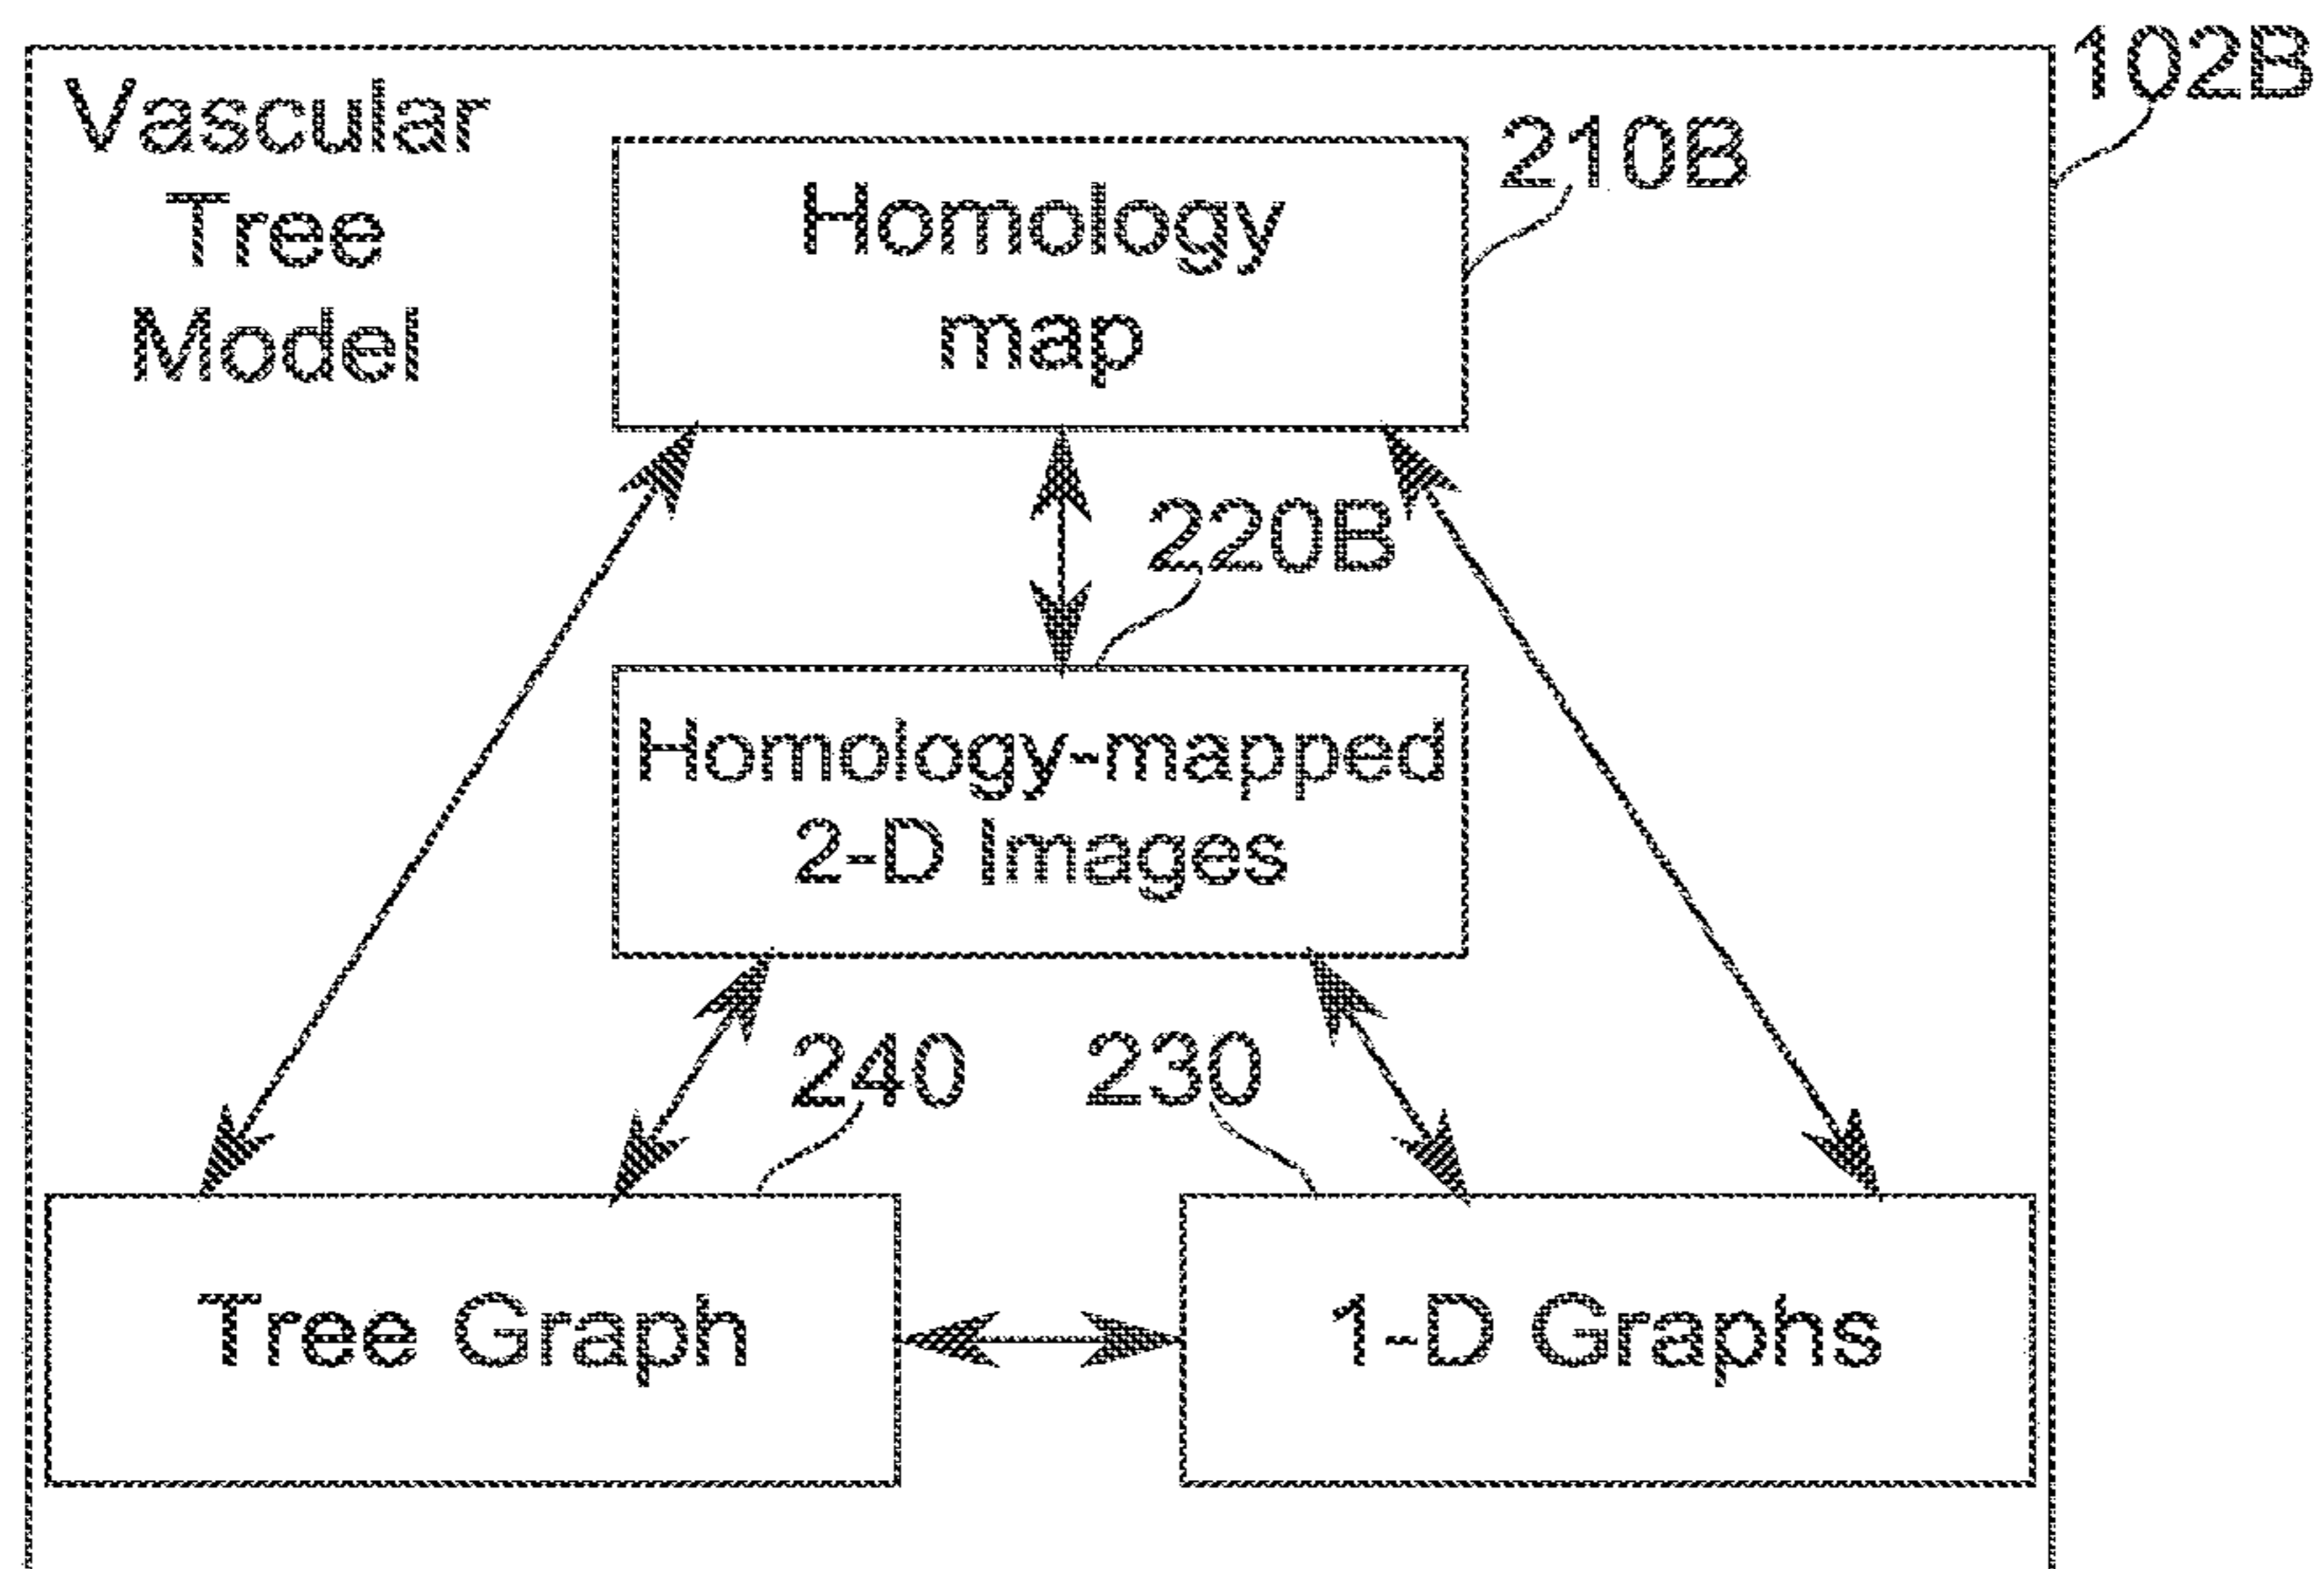 102B
Vascular
Tree
Model
210B
Homology
map
220B
Homology-mapped
2-D Images
240
230
Tree Graph
1-D Graphs